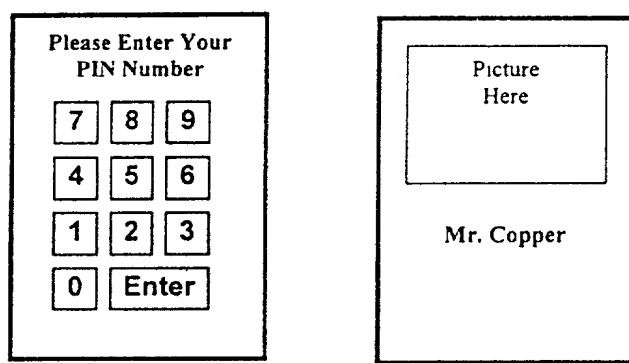 Please Enter Your
PIN Number
7 8 9
4 5 6
1 2 3
0 Enter
Picture
Here
Mr. Copper